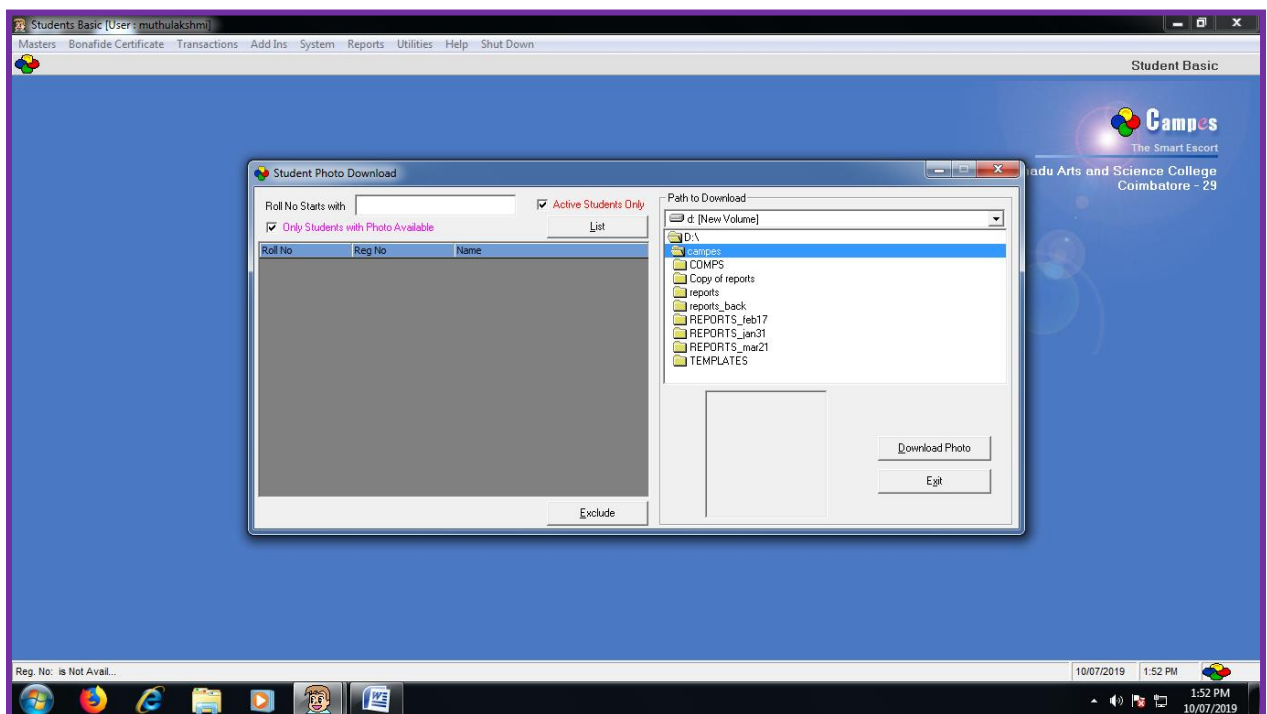 Students Basic [User : muthulakshmi]
Masters Bonafide Certificate Transactions Add Ins System Reports Utilities Help Shut Down
Student Basic
Campes
The Smart Escort
adu Arts and Science College
Coimbatore - 29
Student Photo Download
Roll No Starts with
Active Students Only
Only Students with Photo Available
List
Roll No Reg No Name
Exclude
Path to Download
d: [New Volume]
D:\
campes
COMPS
Copy of reports
reports
reports_back
REPORTS_feb17
REPORTS_jan31
REPORTS_mar21
TEMPLATES
Download Photo
Exit
Reg. No: is Not Avail...
10/07/2019 1:52 PM
1:52 PM
10/07/2019